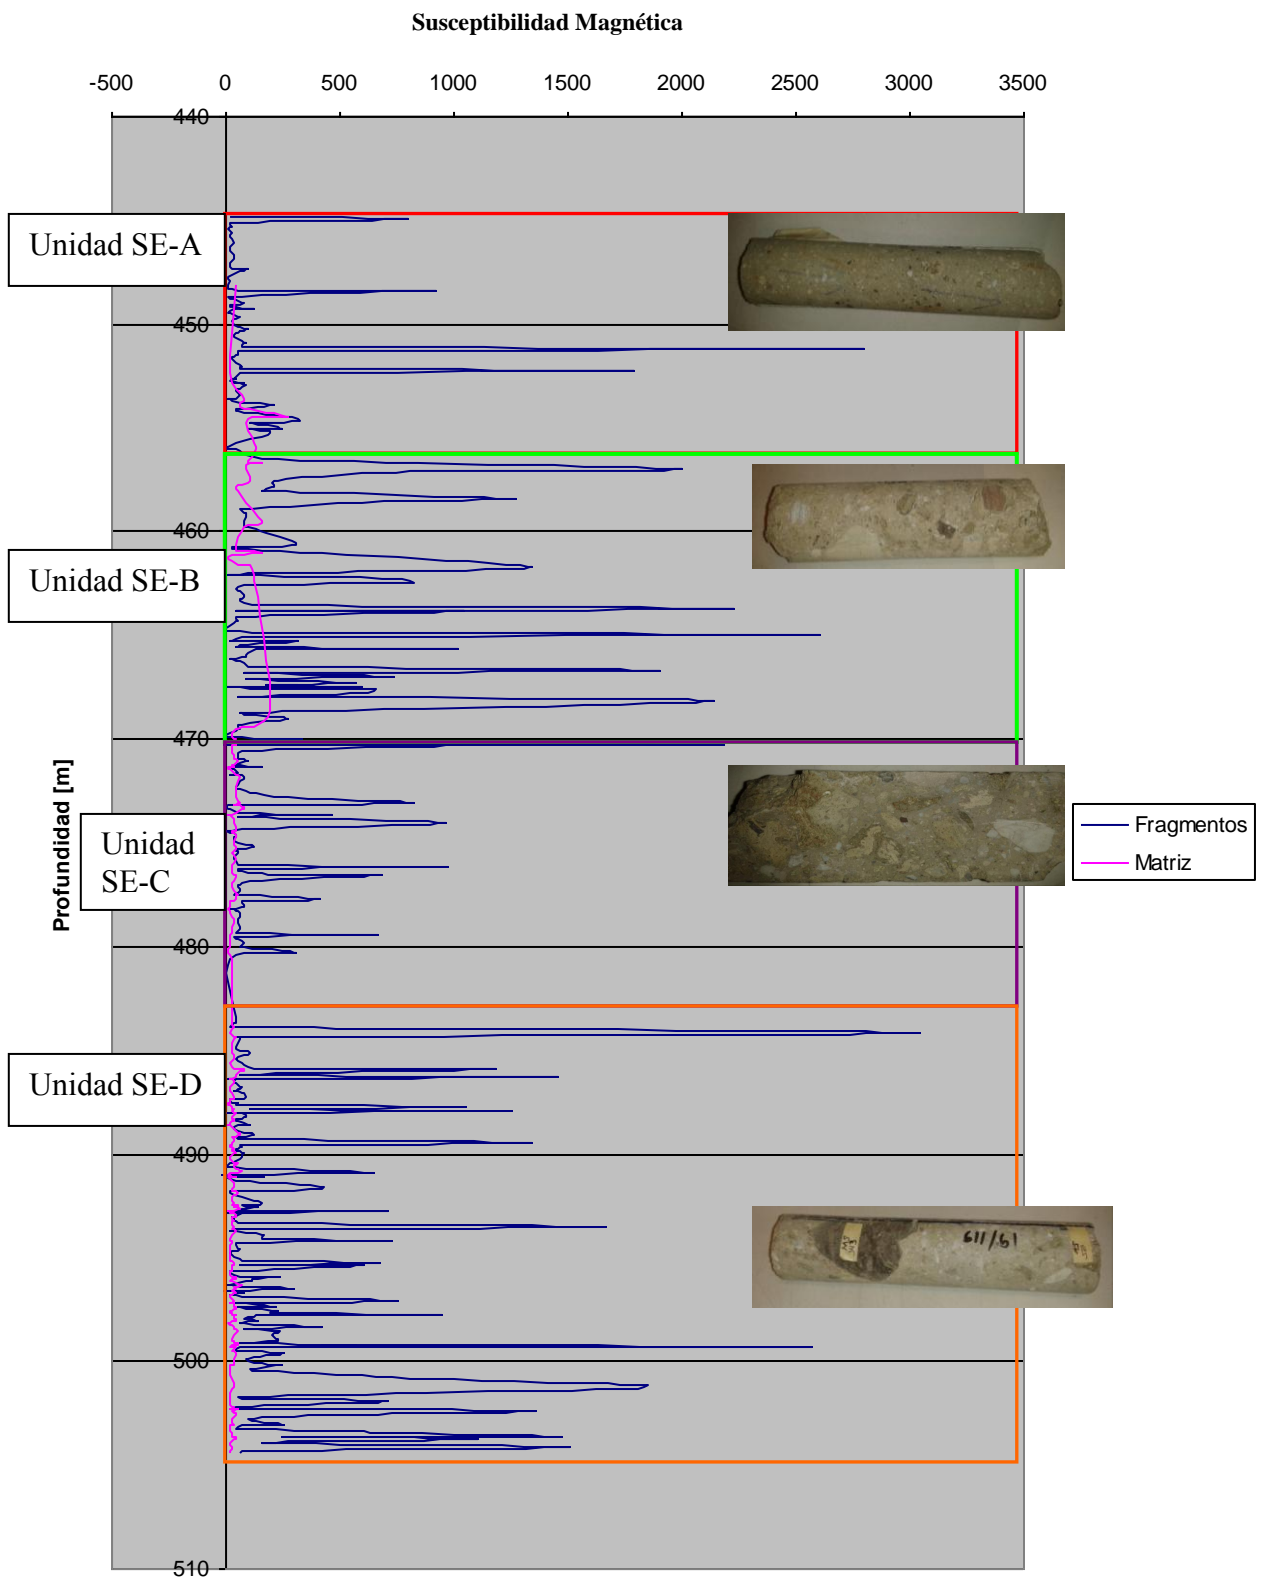 Susceptibilidad Magnética
-500 0 500 1000 1500 2000 2500 3000 3500
440
Unidad SE-A
450
460
Unidad SE-B
470
Profundidad [m]
Unidad
SE-C
Fragmentos
Matriz
480
Unidad SE-D
490
611/61
500
510